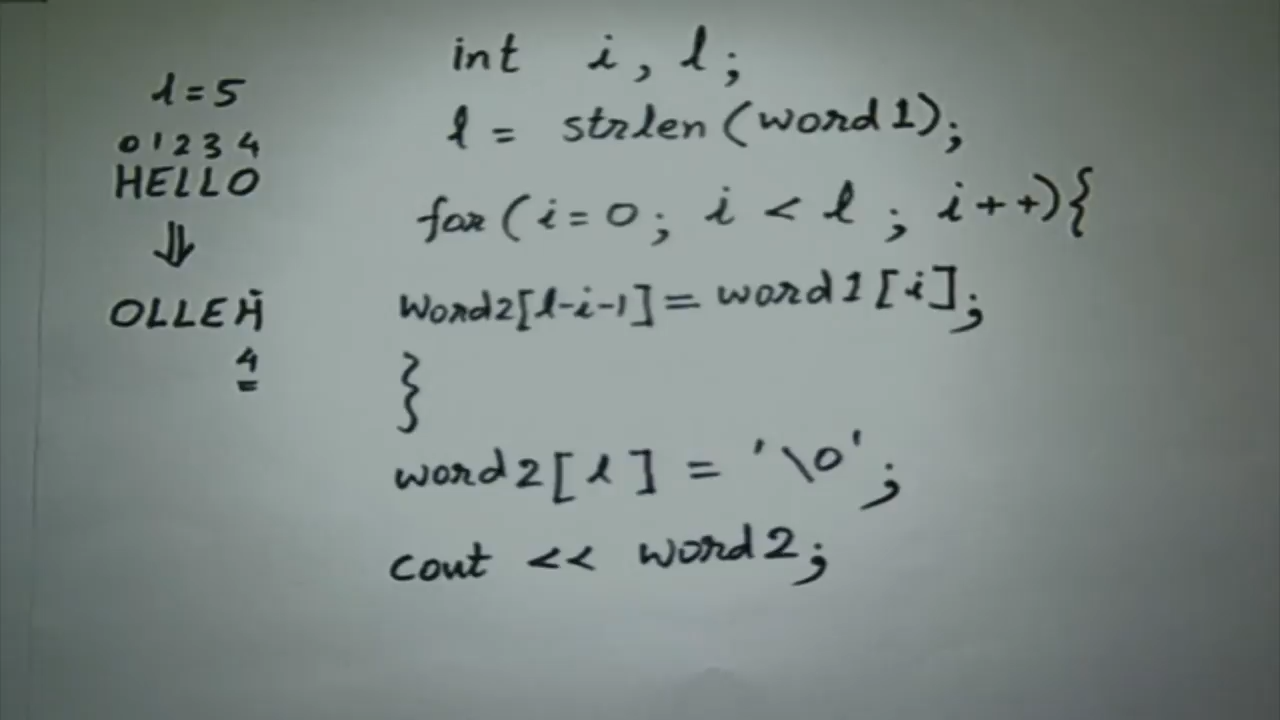 l=5
0 1 2 3 4
HELLO
⇓
OLLEH
4
int i, l;
l = strlen(word1);
for(i=0; i < l ; i++){
word2[l-i-1]=word1[i];
}
word2[l] = '\0';
cout << word2;